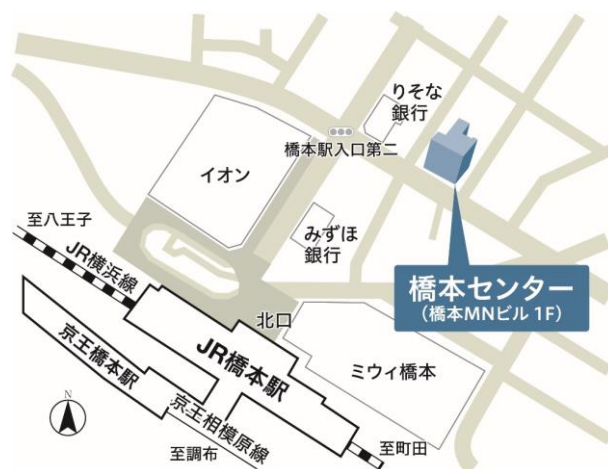 りそな
銀行
橋本駅入口第二
イオン
みずほ
銀行
至八王子
JR横浜線
橋本センター
(橋本MNビル 1F)
北口
JR橋本駅
京王橋本駅
ミウィ橋本
京王相模原線
N
至調布
至町田